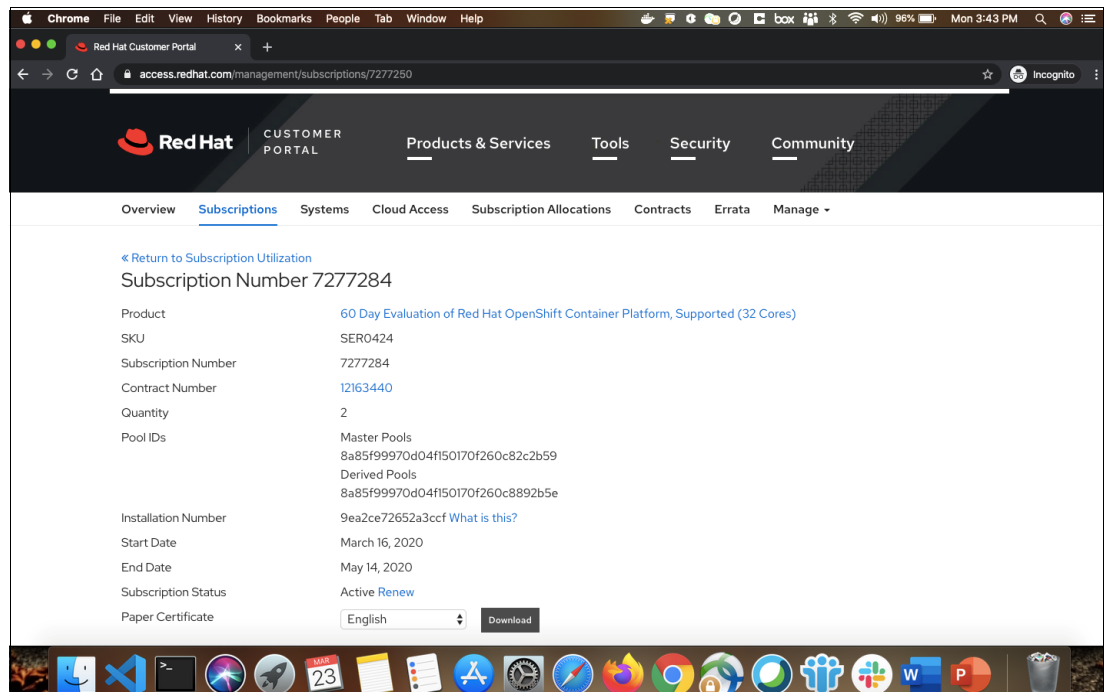 Chrome File Edit View History Bookmarks People Tab Window Help box 96% Mon 3:43 PM
Red Hat Customer Portal
access.redhat.com/management/subscriptions/7277250 Incognito
Red Hat CUSTOMER PORTAL Products & Services Tools Security Community
Overview Subscriptions Systems Cloud Access Subscription Allocations Contracts Errata Manage
« Return to Subscription Utilization
Subscription Number 7277284
Product 60 Day Evaluation of Red Hat OpenShift Container Platform, Supported (32 Cores)
SKU SER0424
Subscription Number 7277284
Contract Number 12163440
Quantity 2
Pool IDs Master Pools
8a85f99970d04f150170f260c82c2b59
Derived Pools
8a85f99970d04f150170f260c8892b5e
Installation Number 9ea2ce72652a3ccf What is this?
Start Date March 16, 2020
End Date May 14, 2020
Subscription Status Active Renew
Paper Certificate English Download
MAR
23
W P